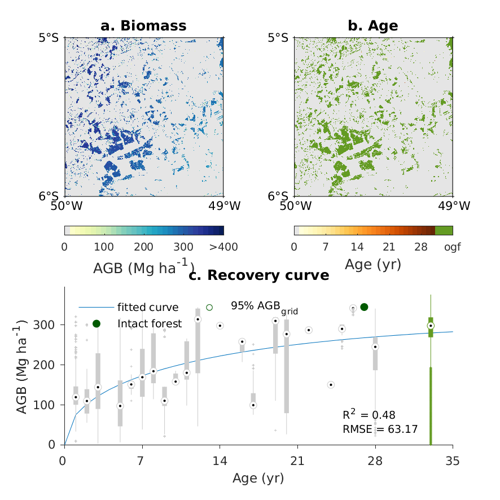 a. Biomass
b. Age
5°S
5°S
6°S
6°S
50°W
49°W
50°W
49°W
0 100 200 300 >400
0 7 14 21 28 ogf
AGB (Mg ha-1)
Age (yr)
c. Recovery curve
fitted curve
95% AGBgrid
Intact forest
300
200
100
0
AGB (Mg ha-1)
R2 = 0.48
RMSE = 63.17
0 7 14 21 28 35
Age (yr)